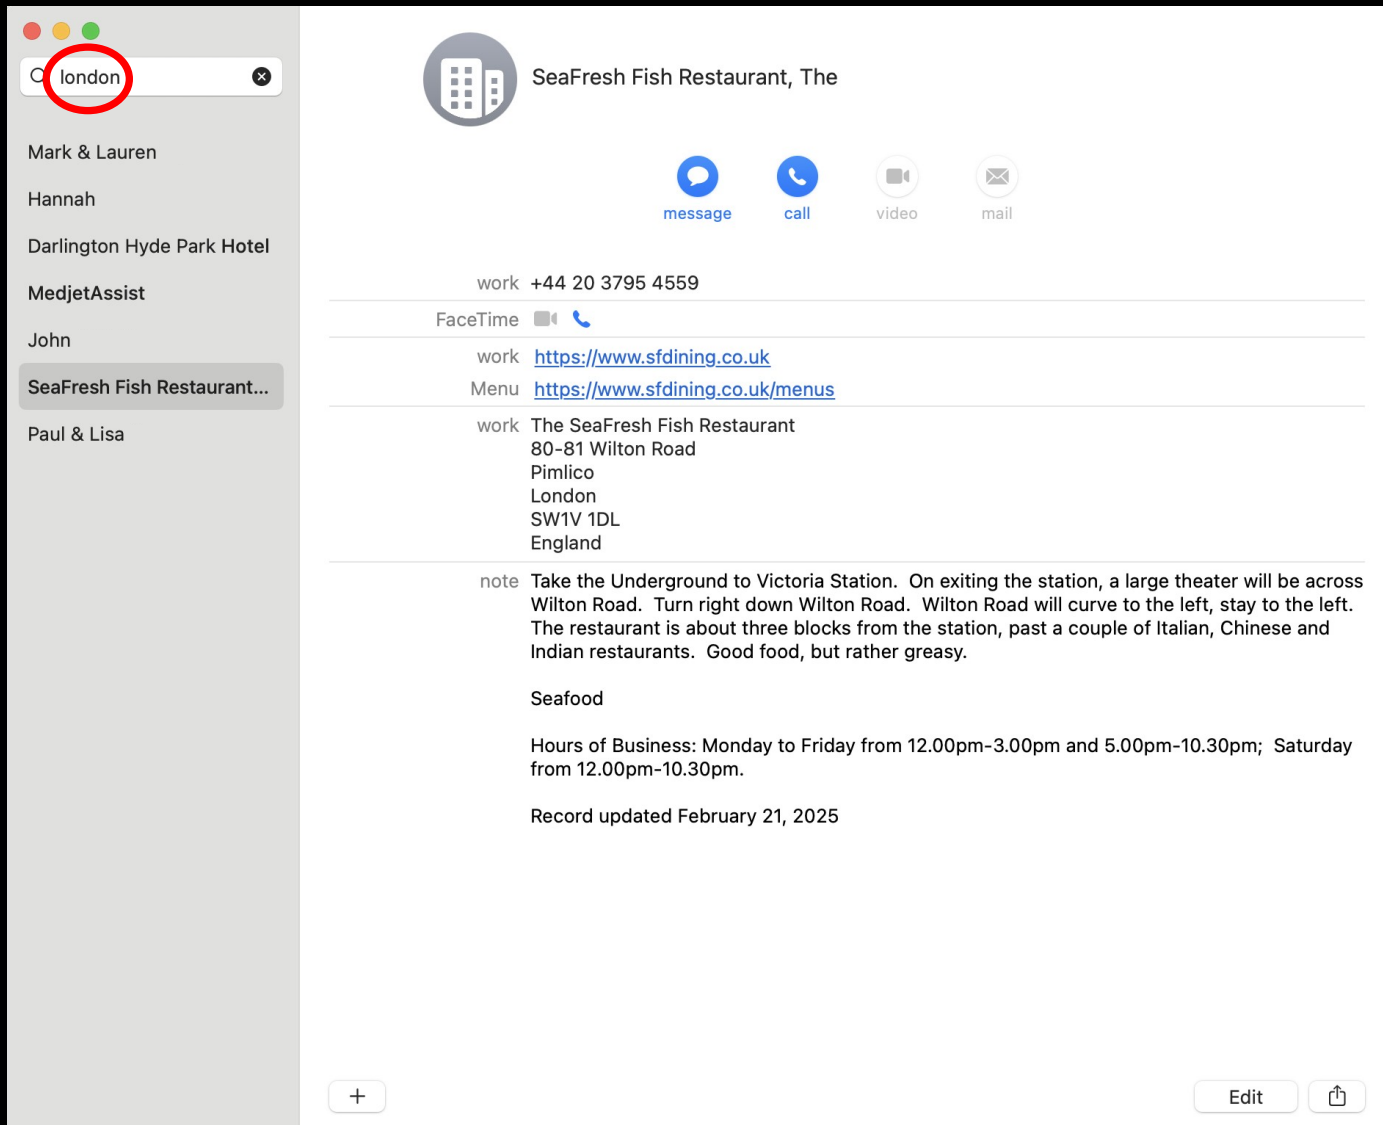 london
Mark & Lauren
Hannah
Darlington Hyde Park Hotel
MedjetAssist
John
SeaFresh Fish Restaurant...
Paul & Lisa
SeaFresh Fish Restaurant, The
message call video mail
work +44 20 3795 4559
FaceTime
work https://www.sfdining.co.uk
Menu https://www.sfdining.co.uk/menus
work The SeaFresh Fish Restaurant
80-81 Wilton Road
Pimlico
London
SW1V 1DL
England
note Take the Underground to Victoria Station.  On exiting the station, a large theater will be across
Wilton Road.  Turn right down Wilton Road.  Wilton Road will curve to the left, stay to the left.
The restaurant is about three blocks from the station, past a couple of Italian, Chinese and
Indian restaurants.  Good food, but rather greasy.
Seafood
Hours of Business: Monday to Friday from 12.00pm-3.00pm and 5.00pm-10.30pm;  Saturday
from 12.00pm-10.30pm.
Record updated February 21, 2025
+ Edit